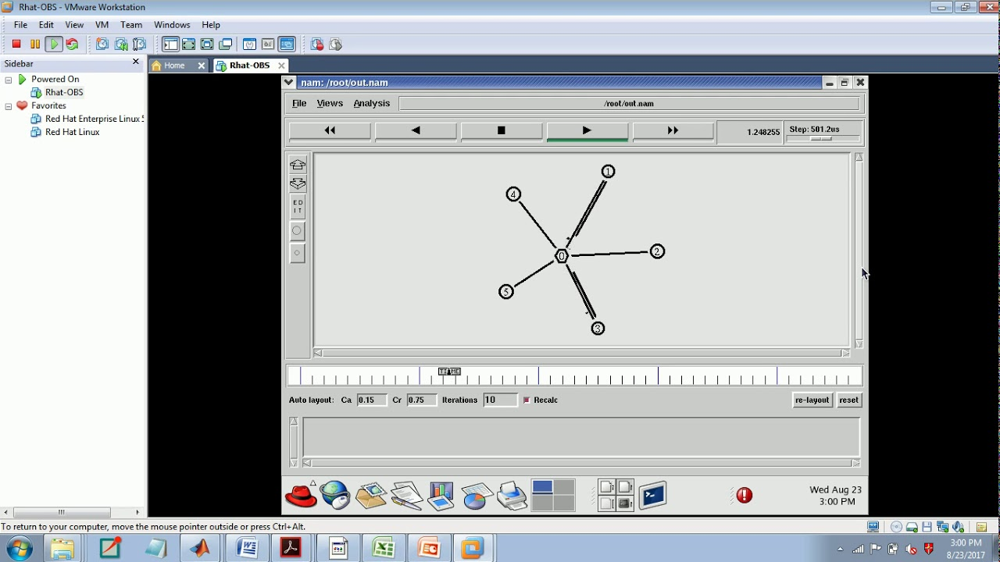 Rhat-OBS - VMware Workstation
File Edit View VM Team Windows Help
Sidebar
Home Rhat-OBS
Powered On
Rhat-OBS
Favorites
Red Hat Enterprise Linux
Red Hat Linux
nam: /root/out.nam
File Views Analysis /root/out.nam
1.248255 Step: 501.2us
ED
IT
1
4
0
2
5
3
TIME
Auto layout: Ca 0.15 Cr 0.75 Iterations 10 Recalc re-layout reset
Wed Aug 23
3:00 PM
To return to your computer, move the mouse pointer outside or press Ctrl+Alt.
3:00 PM
8/23/2017